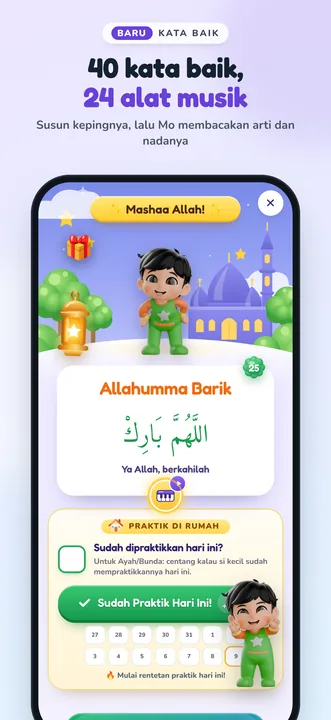 BARU KATA BAIK
40 kata baik,
24 alat musik
Susun kepingnya, lalu Mo membacakan arti dan
nadanya
Mashaa Allah!
25
Allahumma Barik
اللَّهُمَّ بَارِكْ
Ya Allah, berkahilah
PRAKTIK DI RUMAH
Sudah dipraktikkan hari ini?
Untuk Ayah/Bunda: centang kalau si kecil sudah
mempraktikkannya hari ini.
Sudah Praktik Hari Ini!
27 28 29 30 31 1
3 4 5 6 7 8 9
Mulai rentetan praktik hari ini!